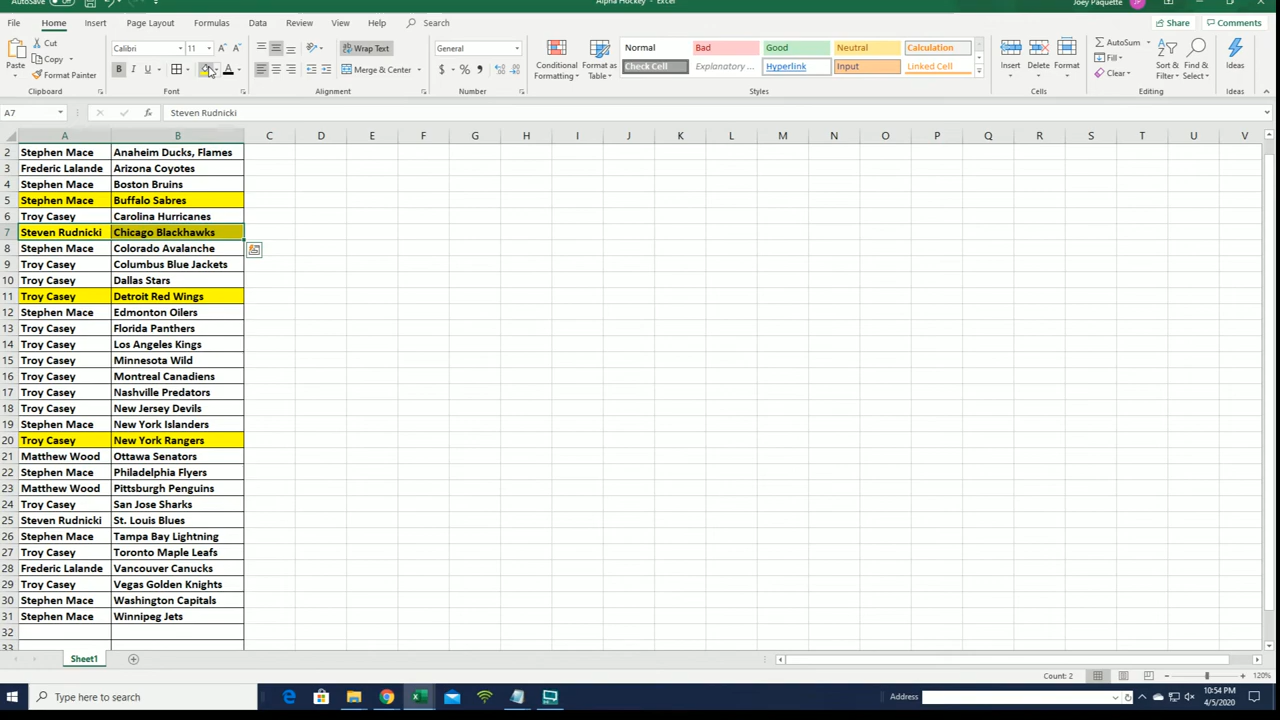 AutoSave Off Alpha Hockey - Excel Joey Paquette JP
File Home Insert Page Layout Formulas Data Review View Help Search Share Comments
Paste Cut Copy Format Painter Calibri 11 Wrap Text Merge & Center General Conditional Formatting Format as Table Normal Bad Good Neutral Calculation Check Cell Explanatory ... Hyperlink Input Linked Cell Insert Delete Format AutoSum Fill Clear Sort & Filter Find & Select Ideas
Clipboard Font Alignment Number Styles Cells Editing Ideas
A7 Steven Rudnicki
A B C D E F G H I J K L M N O P Q R S T U V
2 Stephen Mace Anaheim Ducks, Flames
3 Frederic Lalande Arizona Coyotes
4 Stephen Mace Boston Bruins
5 Stephen Mace Buffalo Sabres
6 Troy Casey Carolina Hurricanes
7 Steven Rudnicki Chicago Blackhawks
8 Stephen Mace Colorado Avalanche
9 Troy Casey Columbus Blue Jackets
10 Troy Casey Dallas Stars
11 Troy Casey Detroit Red Wings
12 Stephen Mace Edmonton Oilers
13 Troy Casey Florida Panthers
14 Troy Casey Los Angeles Kings
15 Troy Casey Minnesota Wild
16 Troy Casey Montreal Canadiens
17 Troy Casey Nashville Predators
18 Troy Casey New Jersey Devils
19 Stephen Mace New York Islanders
20 Troy Casey New York Rangers
21 Matthew Wood Ottawa Senators
22 Stephen Mace Philadelphia Flyers
23 Matthew Wood Pittsburgh Penguins
24 Troy Casey San Jose Sharks
25 Steven Rudnicki St. Louis Blues
26 Stephen Mace Tampa Bay Lightning
27 Troy Casey Toronto Maple Leafs
28 Frederic Lalande Vancouver Canucks
29 Troy Casey Vegas Golden Knights
30 Stephen Mace Washington Capitals
31 Stephen Mace Winnipeg Jets
32
33
Sheet1
Count: 2 120%
Type here to search Address 10:54 PM
4/5/2020